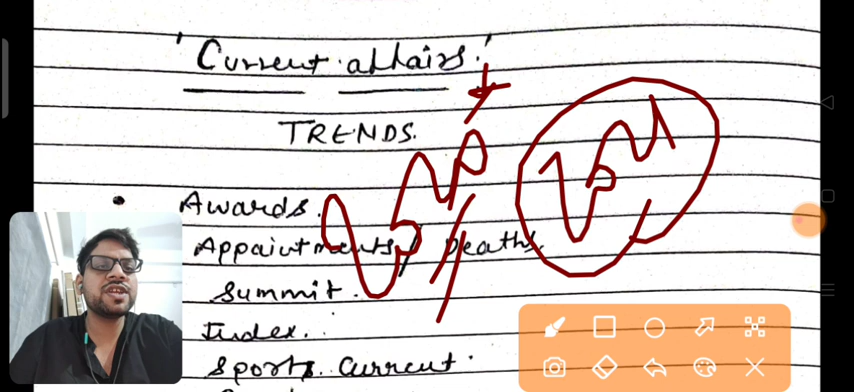 'Current affairs.'
TRENDS.
Awards.
Appointments/ Deaths.
Summit.
Index.
Sports. Current.